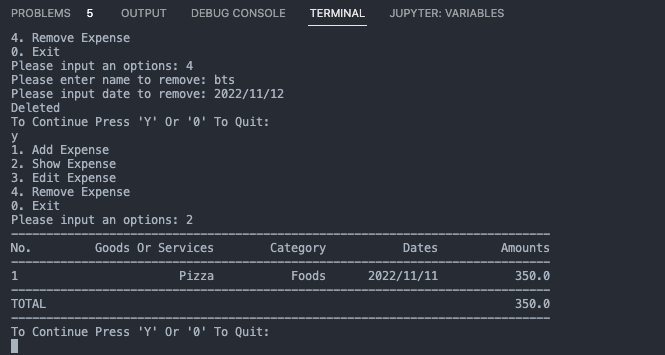 PROBLEMS 5 OUTPUT DEBUG CONSOLE TERMINAL JUPYTER: VARIABLES
4. Remove Expense
0. Exit
Please input an options: 4
Please enter name to remove: bts
Please input date to remove: 2022/11/12
Deleted
To Continue Press 'Y' Or '0' To Quit:
y
1. Add Expense
2. Show Expense
3. Edit Expense
4. Remove Expense
0. Exit
Please input an options: 2
No. Goods Or Services Category Dates Amounts
1 Pizza Foods 2022/11/11 350.0
TOTAL 350.0
To Continue Press 'Y' Or '0' To Quit: